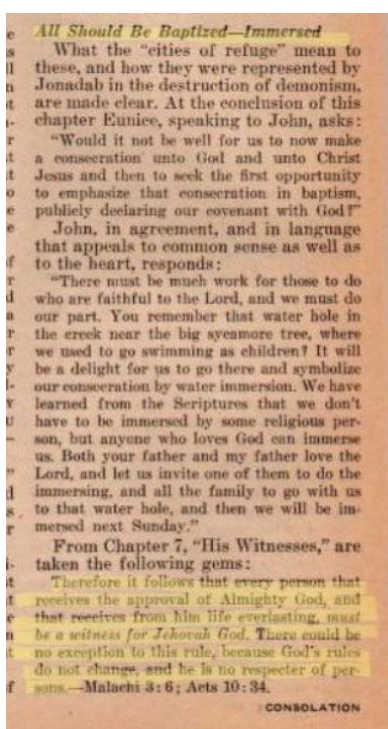 All Should Be Baptized—Immersed
What the "cities of refuge" mean to
these, and how they were represented by
Jonadab in the destruction of demonism,
are made clear. At the conclusion of this
chapter Eunice, speaking to John, asks:
"Would it not be well for us to now make
a consecration unto God and unto Christ
Jesus and then to seek the first opportunity
to emphasize that consecration in baptism,
publicly declaring our covenant with God?"
John, in agreement, and in language
that appeals to common sense as well as
to the heart, responds:
"There must be much work for those to do
who are faithful to the Lord, and we must do
our part. You remember that water hole in
the creek near the big sycamore tree, where
we used to go swimming as children? It will
be a delight for us to go there and symbolize
our consecration by water immersion. We have
learned from the Scriptures that we don't
have to be immersed by some religious per-
son, but anyone who loves God can immerse
us. Both your father and my father love the
Lord, and let us invite one of them to do the
immersing, and all the family to go with us
to that water hole, and then we will be im-
mersed next Sunday."
From Chapter 7, "His Witnesses," are
taken the following gems:
Therefore it follows that every person that
receives the approval of Almighty God, and
that receives from him life everlasting, must
be a witness for Jehovah God. There could be
no exception to this rule, because God's rules
do not change, and he is no respecter of per-
sons.—Malachi 3:6; Acts 10:34.
CONSOLATION